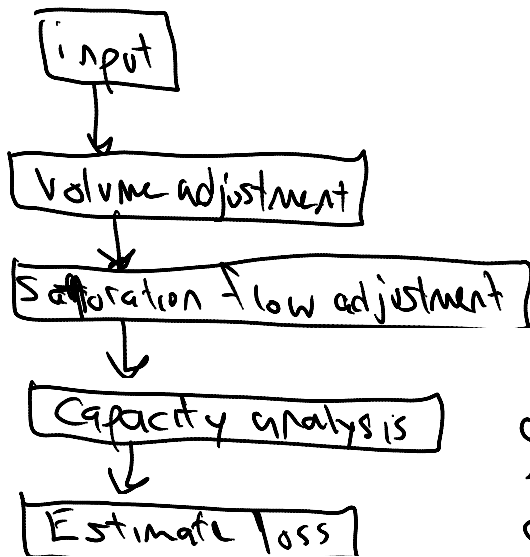 input
Volume adjustment
Saturation flow adjustment
Capacity analysis
Estimate loss